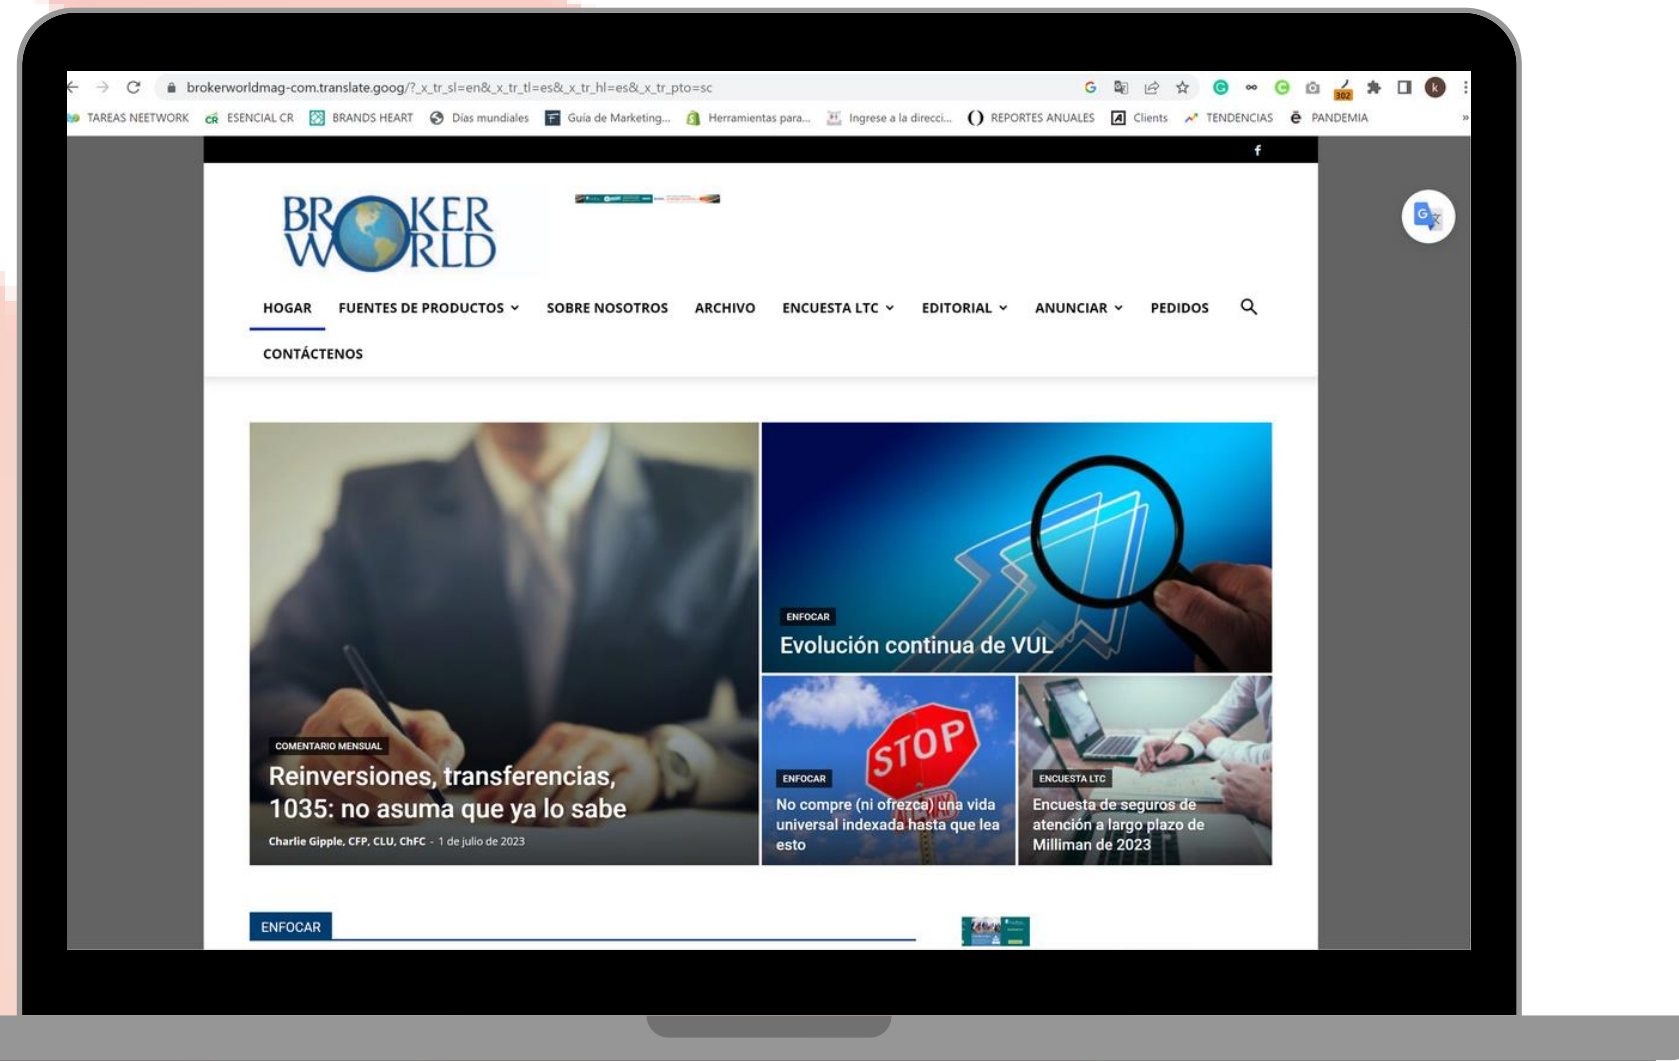 brokerworldmag-com.translate.goog/?_x_tr_sl=en&_x_tr_tl=es&_x_tr_hl=es&_x_tr_pto=sc
302
k
TAREAS NEETWORK ESENCIAL CR BRANDS HEART Días mundiales Guía de Marketing... Herramientas para... Ingrese a la direcci... REPORTES ANUALES Clients TENDENCIAS PANDEMIA »
BROKER
WORLD
HOGAR FUENTES DE PRODUCTOS SOBRE NOSOTROS ARCHIVO ENCUESTA LTC EDITORIAL ANUNCIAR PEDIDOS
CONTÁCTENOS
COMENTARIO MENSUAL
Reinversiones, transferencias,
1035: no asuma que ya lo sabe
Charlie Gipple, CFP, CLU, ChFC - 1 de julio de 2023
ENFOCAR
Evolución continua de VUL
STOP
ENFOCAR
No compre (ni ofrezca) una vida
universal indexada hasta que lea
esto
ENCUESTA LTC
Encuesta de seguros de
atención a largo plazo de
Milliman de 2023
ENFOCAR